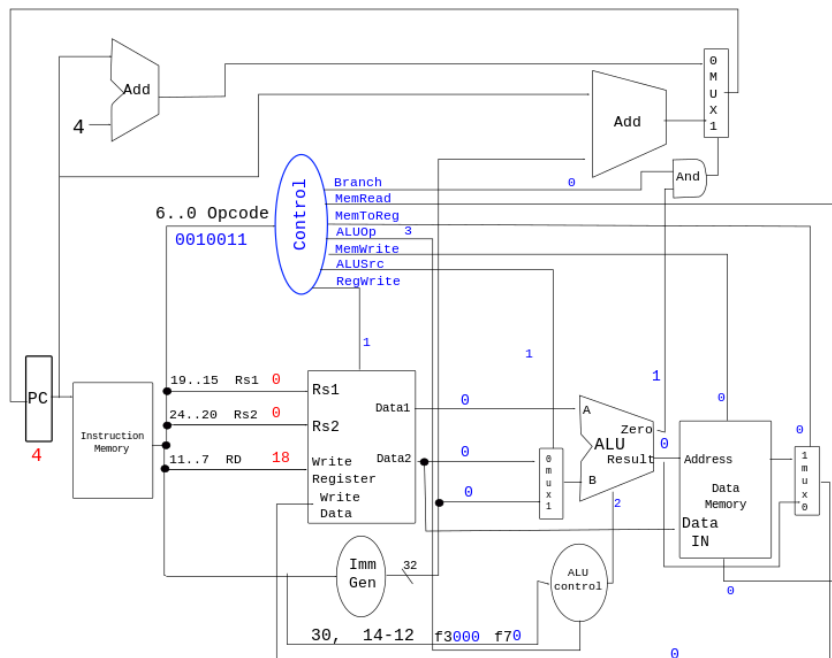 Add
4
Add
0
M
U
X
1
And
Control
Branch
0
MemRead
MemToReg
ALUOp 3
MemWrite
ALUSrc
RegWrite
6..0 Opcode
0010011
1
1
1
0
0
PC
4
Instruction
Memory
19..15 Rs1 0
24..20 Rs2 0
11..7 RD 18
Rs1
Rs2
Write
Register
Write
Data
Data1
Data2
0
0
0
0
mux
1
A
B
ALU
Zero
Result
0
2
Address
Data
Memory
Data
IN
0
1
mux
0
Imm
Gen
32
ALU
control
30, 14-12 f3000 f70
0